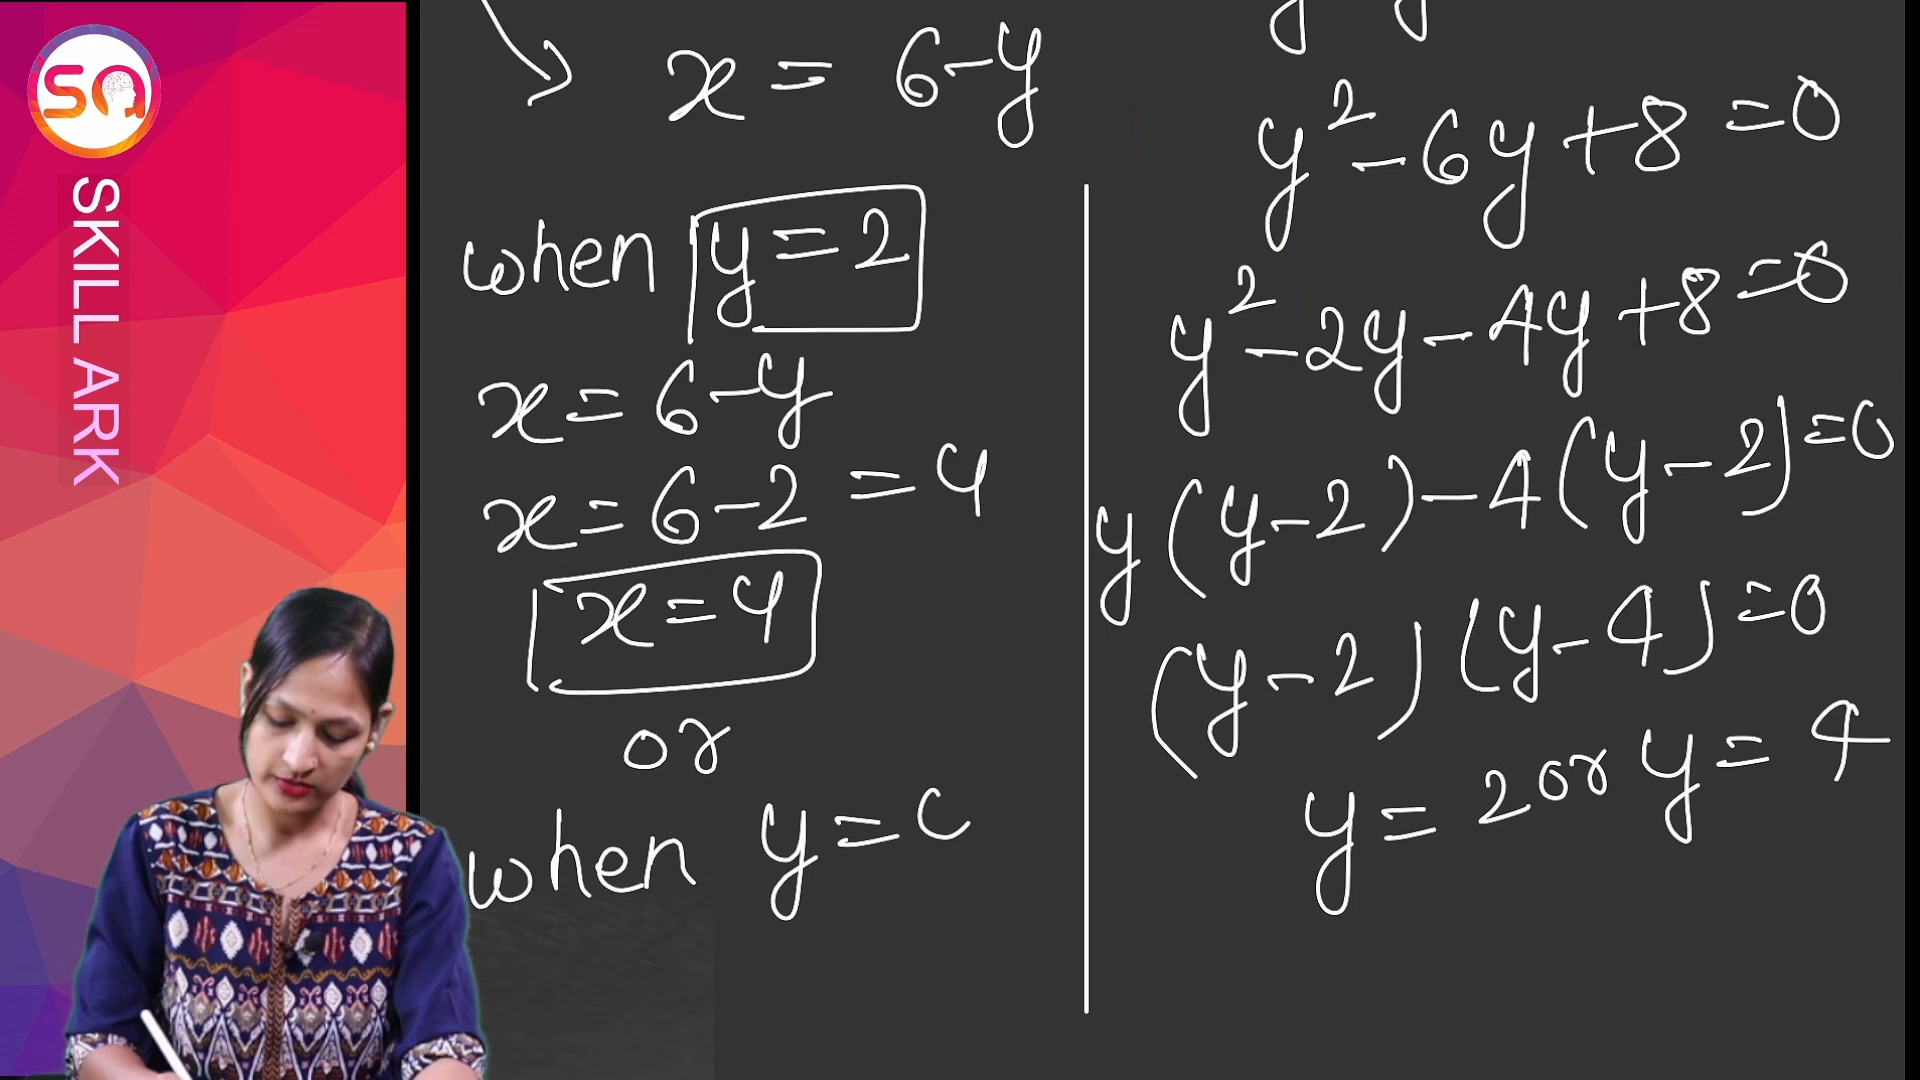 SQ
SKILL ARK
x = 6-y
when y=2
x = 6-y
x = 6-2 = 4
x=4
or
when y=
y²-6y+8=0
y²-2y-4y+8=0
y(y-2)-4(y-2)=0
(y-2)(y-4)=0
y=2 or y=4